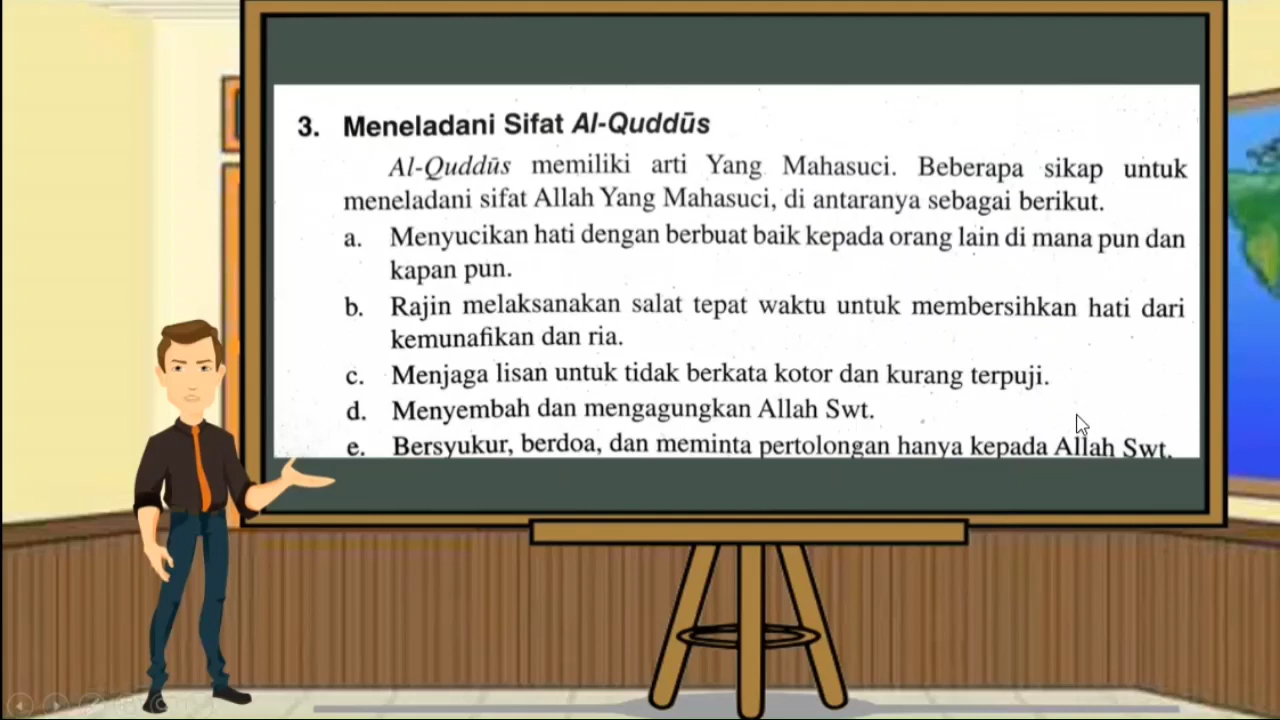 3. Meneladani Sifat Al-Quddūs
Al-Quddūs memiliki arti Yang Mahasuci. Beberapa sikap untuk
meneladani sifat Allah Yang Mahasuci, di antaranya sebagai berikut.
a. Menyucikan hati dengan berbuat baik kepada orang lain di mana pun dan
kapan pun.
b. Rajin melaksanakan salat tepat waktu untuk membersihkan hati dari
kemunafikan dan ria.
c. Menjaga lisan untuk tidak berkata kotor dan kurang terpuji.
d. Menyembah dan mengagungkan Allah Swt.
e. Bersyukur, berdoa, dan meminta pertolongan hanya kepada Allah Swt.